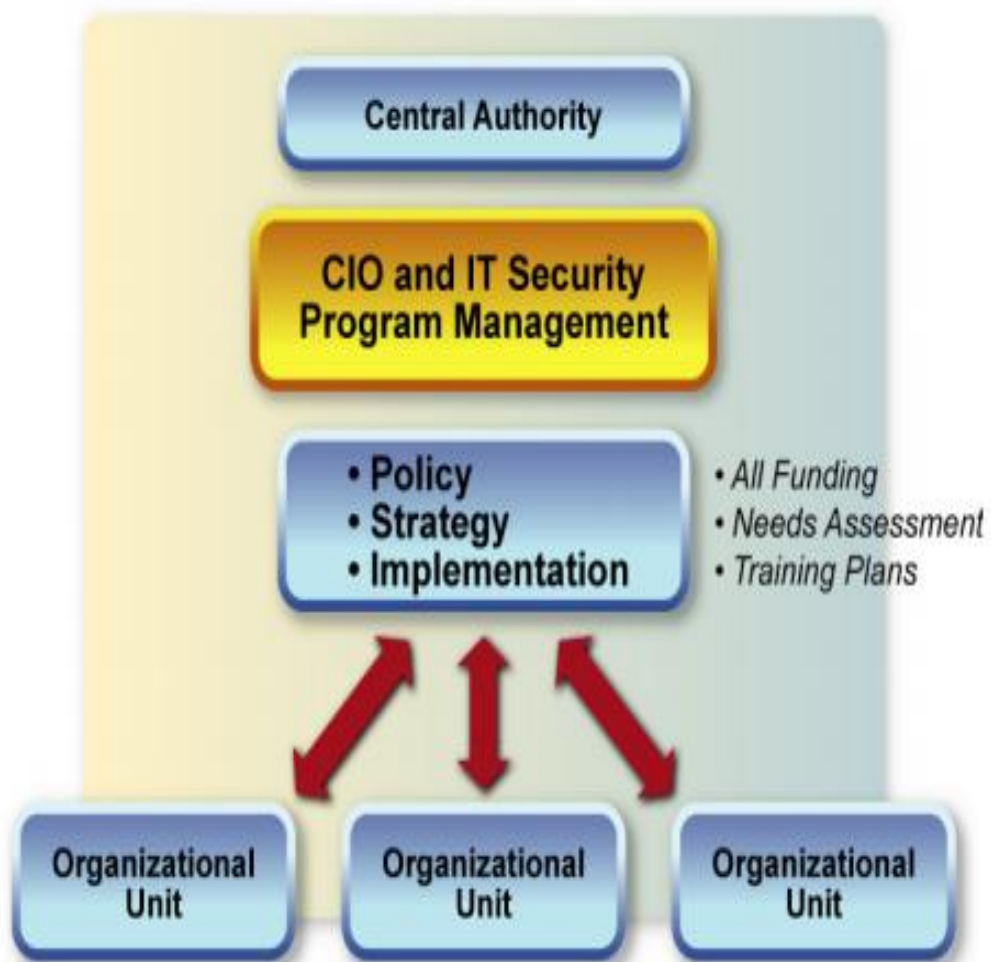 Central Authority
CIO and IT Security
Program Management
• Policy
• Strategy
• Implementation
• All Funding
• Needs Assessment
• Training Plans
Organizational
Unit
Organizational
Unit
Organizational
Unit